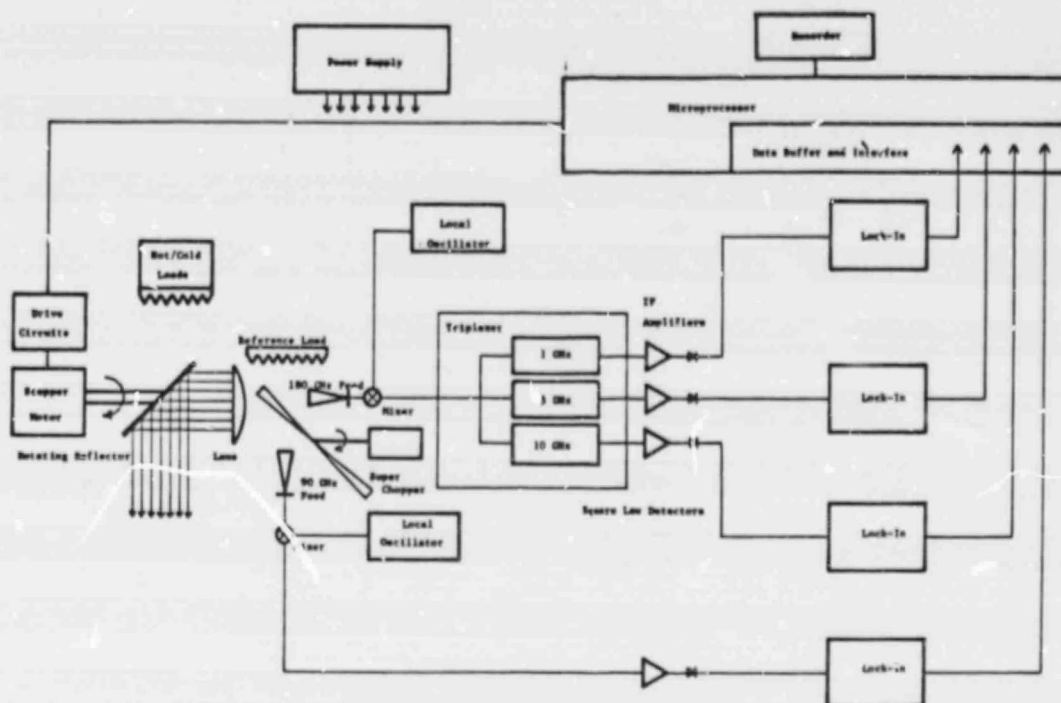 Recorder
Power Supply
Microprocessor
Data Buffer and Interface
Local
Oscillator
Lock-In
Hot/Cold
Loads
IF
Amplifiers
Drive
Circuits
Triplexer
Reference Load
1 GHz
180 GHz Feed
Stepper
Motor
Mixer
5 GHz
Lock-In
10 GHz
Rotating Reflector
Lens
90 GHz
Feed
Super
Chopper
Square Law Detectors
Local
Oscillator
Mixer
Lock-In
Lock-In